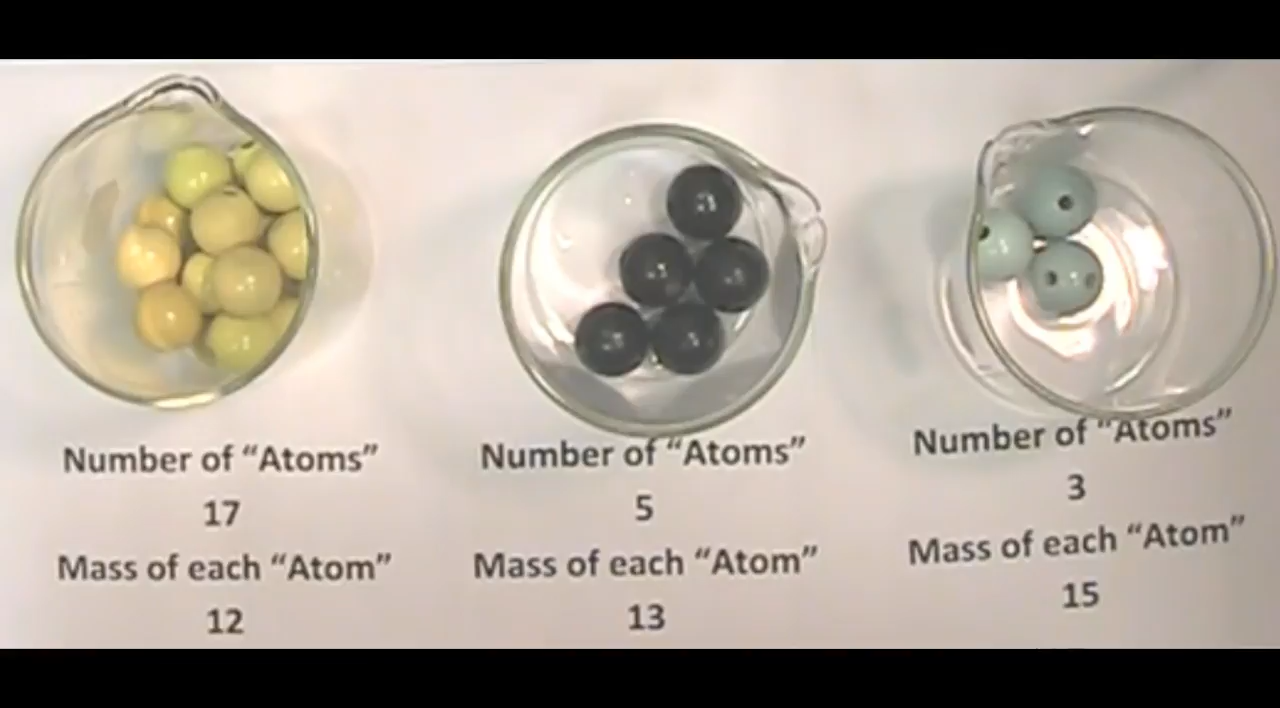 Number of “Atoms”
17
Mass of each “Atom”
12
Number of “Atoms”
5
Mass of each “Atom”
13
Number of “Atoms”
3
Mass of each “Atom”
15